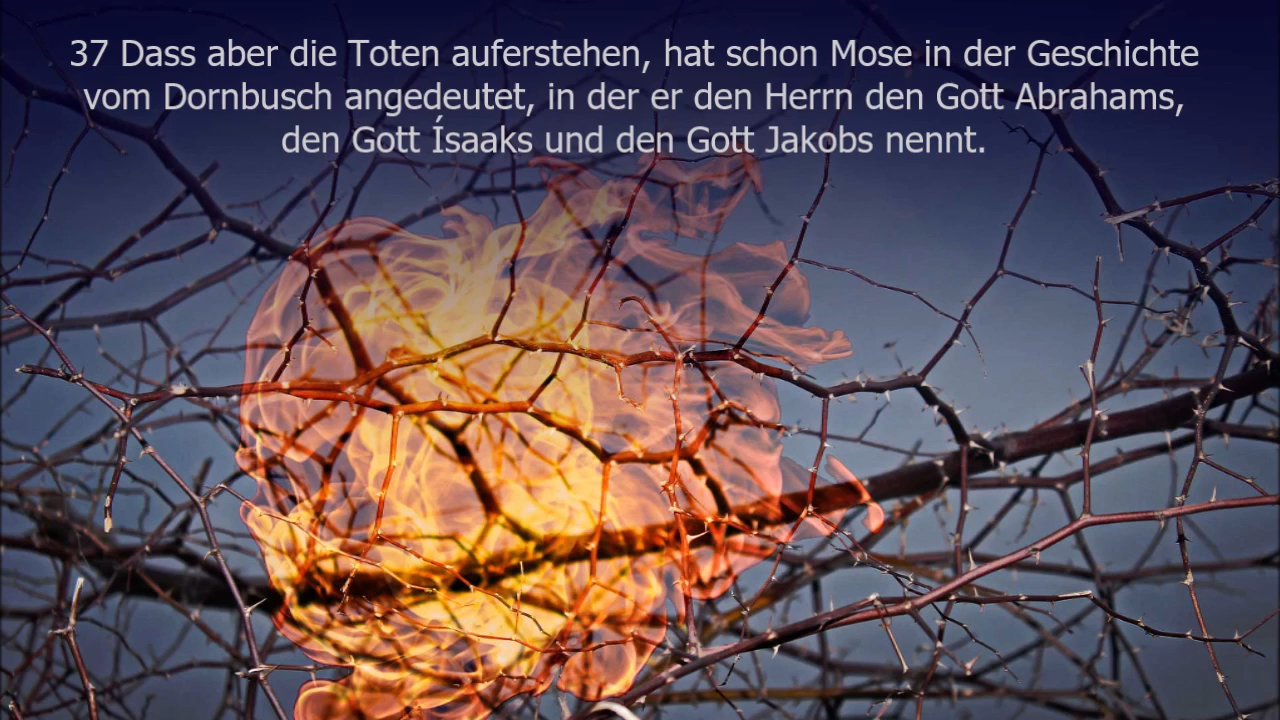 37 Dass aber die Toten auferstehen, hat schon Mose in der Geschichte
vom Dornbusch angedeutet, in der er den Herrn den Gott Abrahams,
den Gott Ísaaks und den Gott Jakobs nennt.